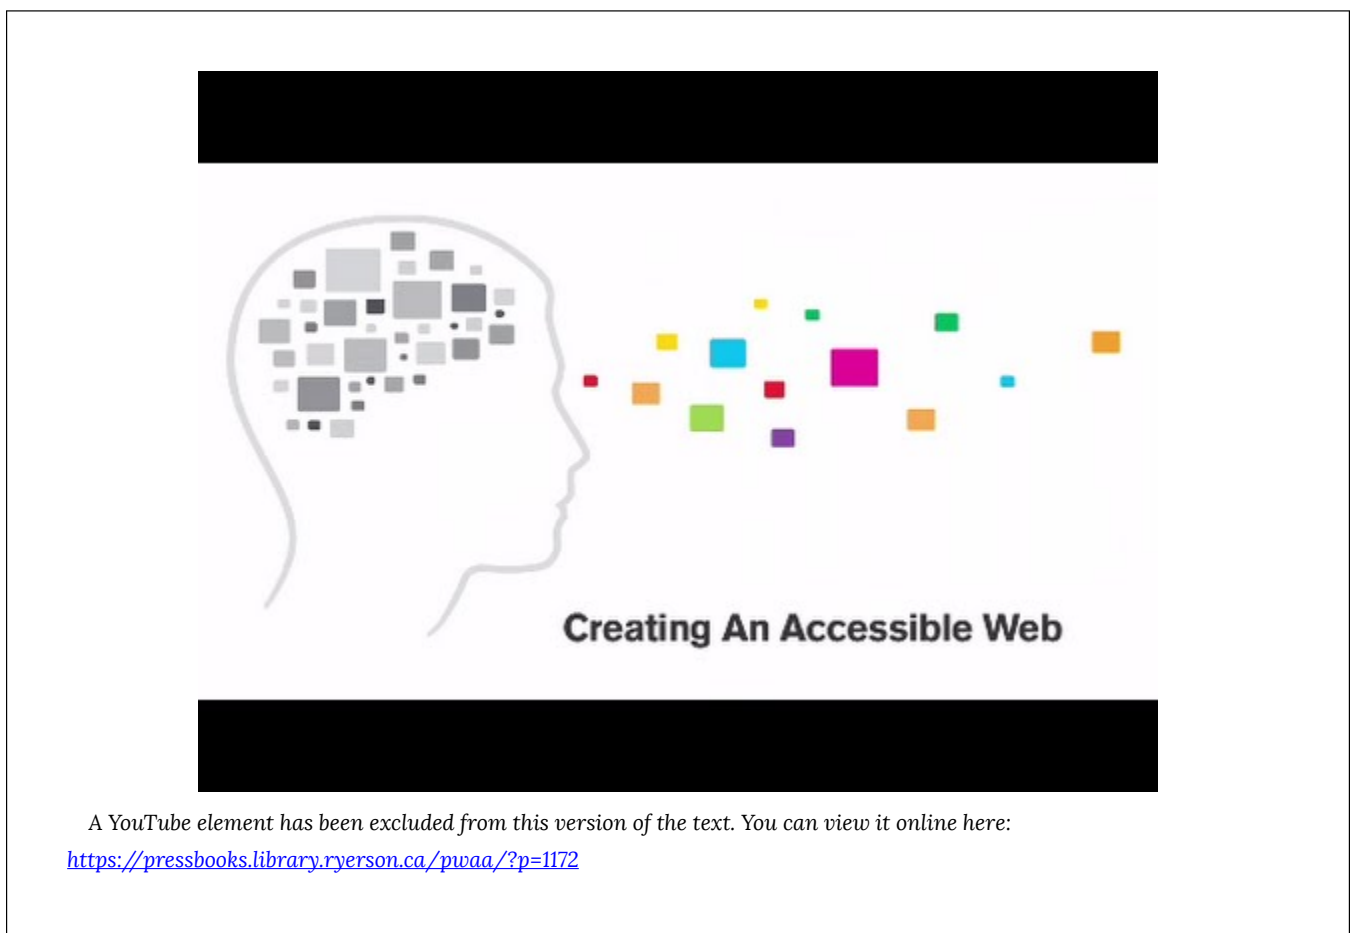 Creating An Accessible Web
A YouTube element has been excluded from this version of the text. You can view it online here:
https://pressbooks.library.ryerson.ca/pwaa/?p=1172